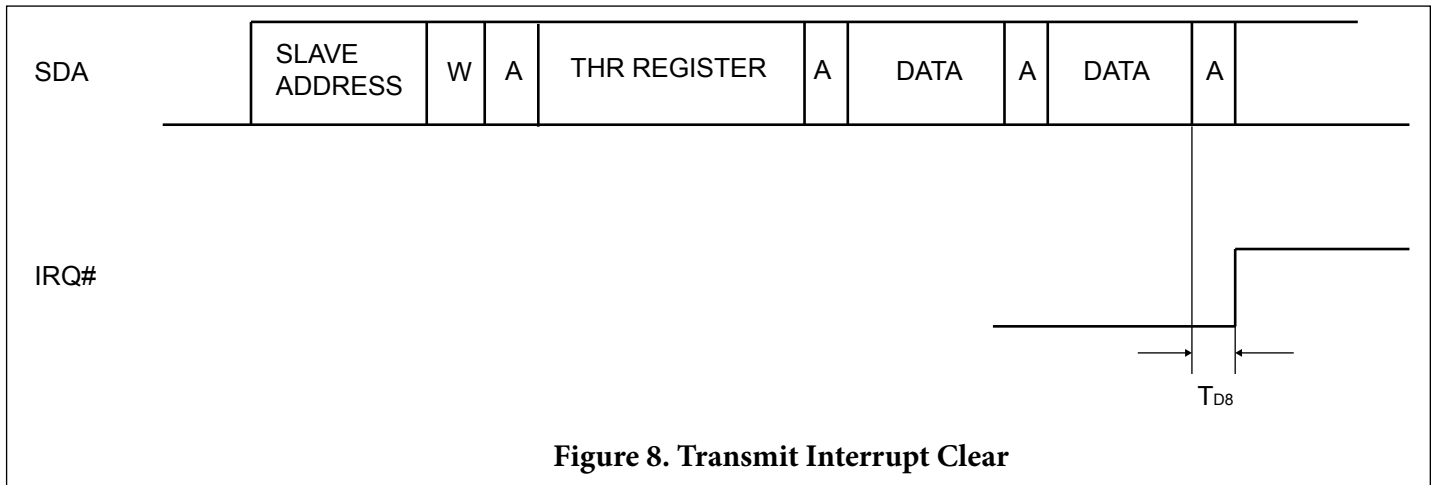 SDA
SLAVE
ADDRESS
W
A
THR REGISTER
A
DATA
A
DATA
A
IRQ#
TD8
Figure 8. Transmit Interrupt Clear